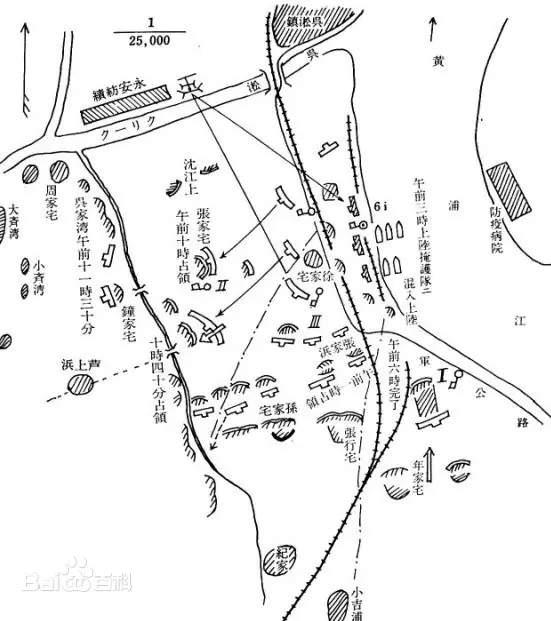 1
25,000
呉淞鎮
黄
浦
江
呉
淞
クリーク
永安紡績
沈江上
張家宅
午前十時占領
周家宅
呉家湾午前十一時三十分
大斉湾
小斉湾
鐘家宅
十時四十分占領
芦上浜
徐家宅
II
III
6i
午前三時上陸掩護隊ニ
混入上陸
防疫病院
張家浜
午前一時占領
午前六時完了
I
軍
公
路
孫家宅
張行宅
年家宅
紀家
小吉浦
Bai百科